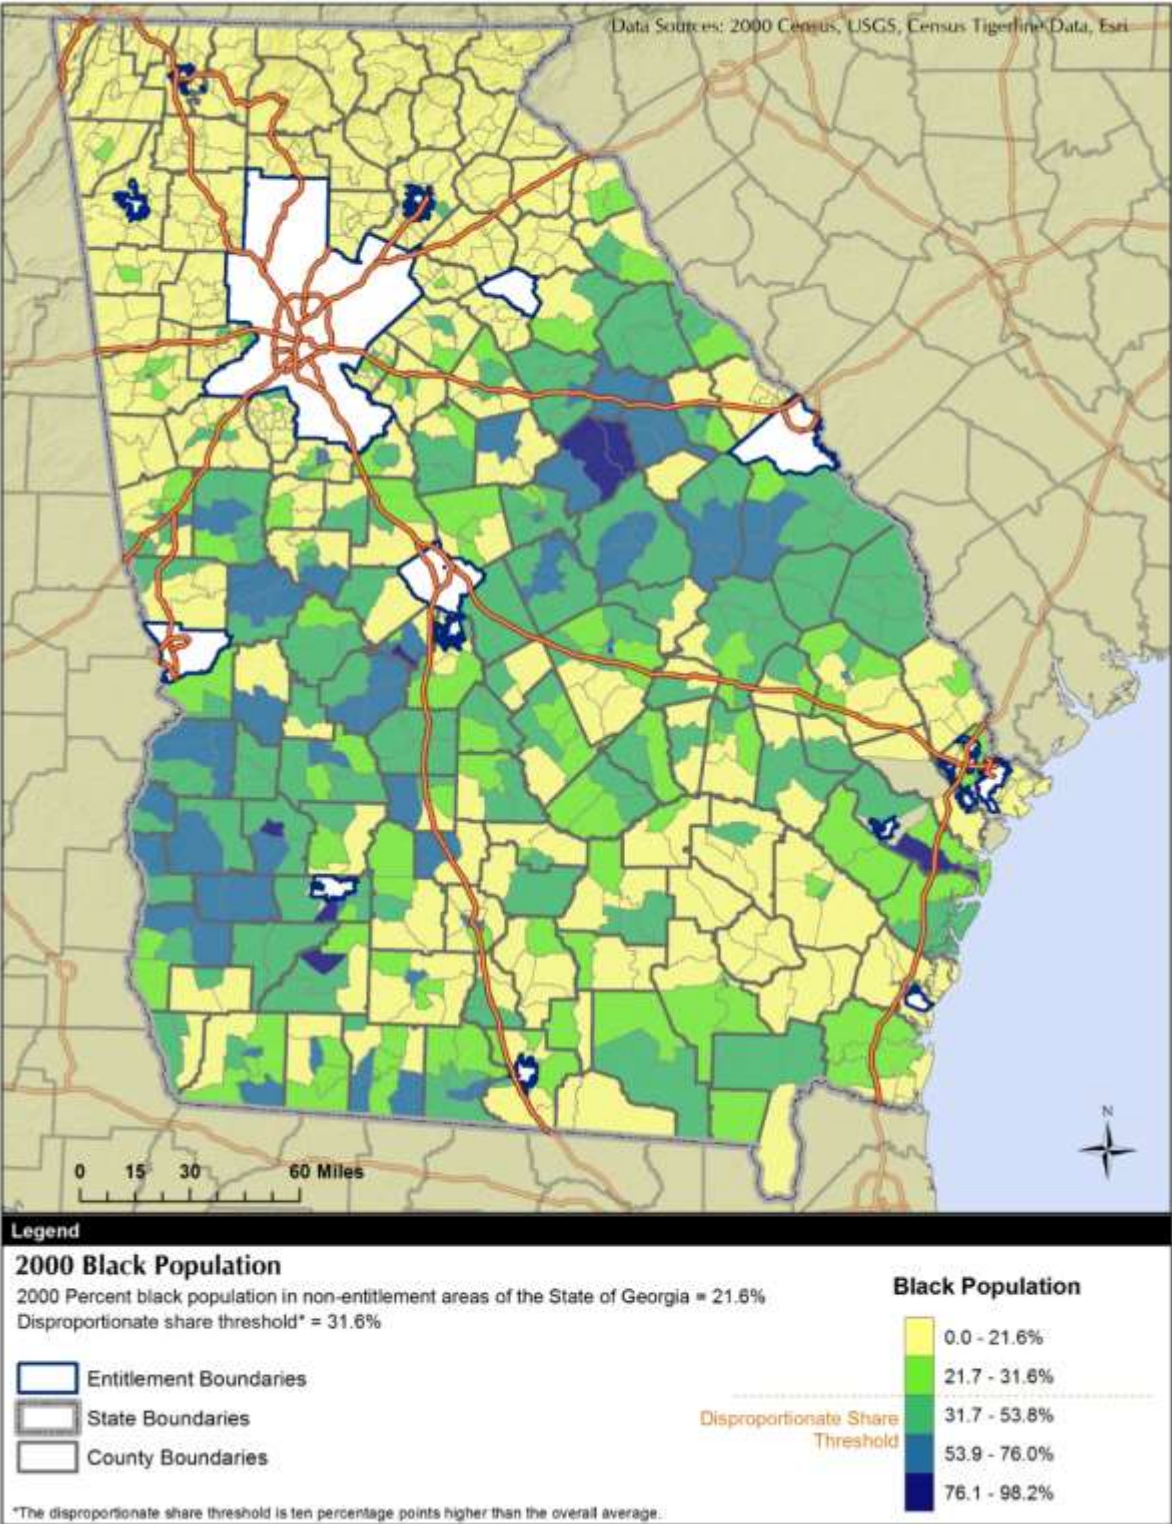 Data Sources: 2000 Census, USGS, Census Tigerline Data, Esri
N
0 15 30 60 Miles
Legend
2000 Black Population
2000 Percent black population in non-entitlement areas of the State of Georgia = 21.6%
Disproportionate share threshold* = 31.6%
Entitlement Boundaries
State Boundaries
County Boundaries
*The disproportionate share threshold is ten percentage points higher than the overall average.
Black Population
0.0 - 21.6%
21.7 - 31.6%
Disproportionate Share
Threshold
31.7 - 53.8%
53.9 - 76.0%
76.1 - 98.2%